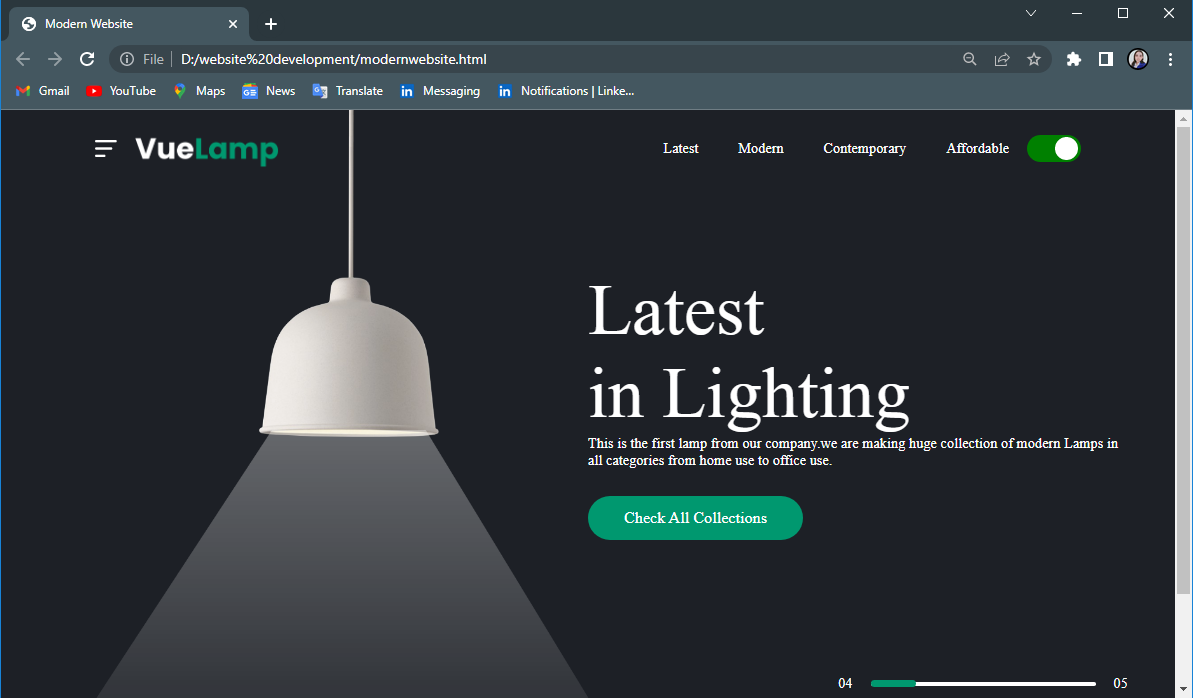 Modern Website
File
D:/website%20development/modernwebsite.html
Gmail
YouTube
Maps
News
Translate
Messaging
Notifications | Linke...
VueLamp
Latest
Modern
Contemporary
Affordable
Latest
in Lighting
This is the first lamp from our company.we are making huge collection of modern Lamps in
all categories from home use to office use.
Check All Collections
04
05